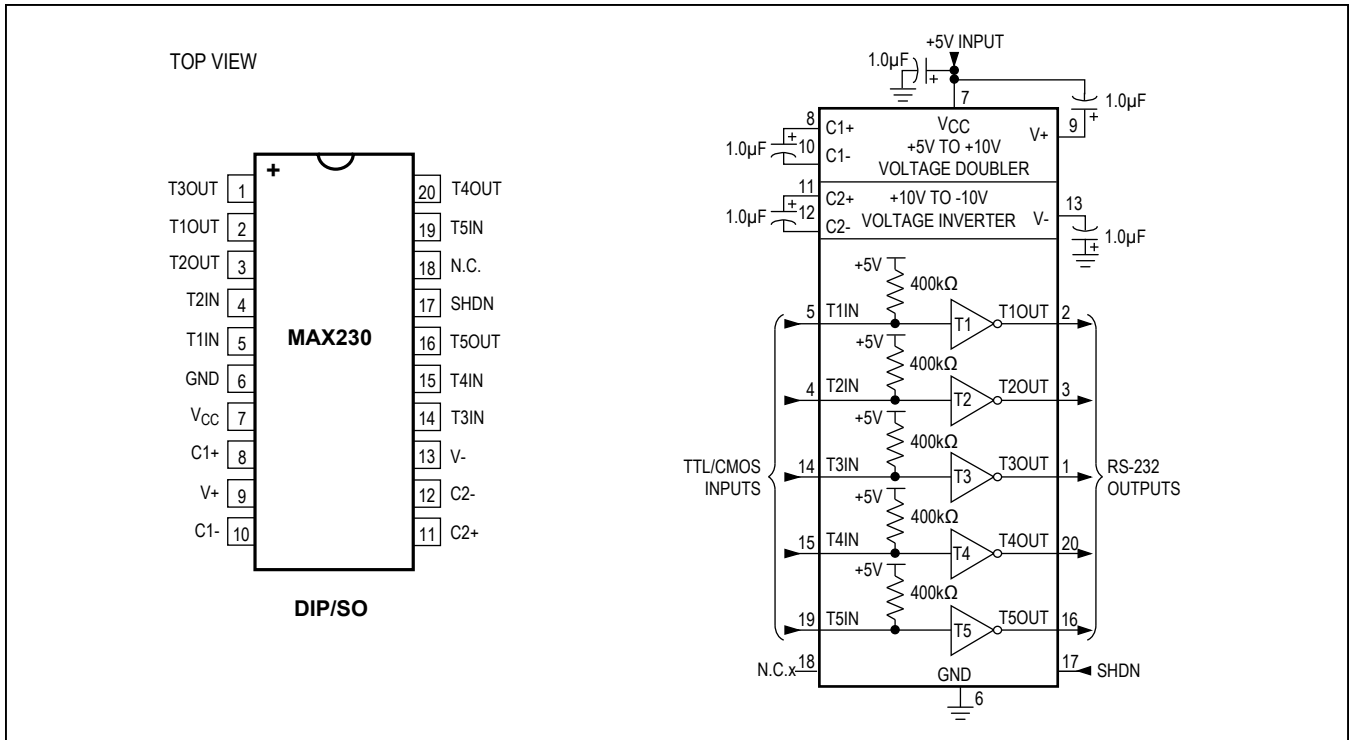 TOP VIEW
+
MAX230
T3OUT 1
T1OUT 2
T2OUT 3
T2IN 4
T1IN 5
GND 6
VCC 7
C1+ 8
V+ 9
C1- 10
20 T4OUT
19 T5IN
18 N.C.
17 SHDN
16 T5OUT
15 T4IN
14 T3IN
13 V-
12 C2-
11 C2+
DIP/SO
+5V INPUT
1.0µF +
7
1.0µF
+
8 C1+ VCC V+ 9
1.0µF + 10 C1- +5V TO +10V
VOLTAGE DOUBLER
11 C2+ +10V TO -10V 13
1.0µF + 12 C2- VOLTAGE INVERTER V-
1.0µF
+
+5V
400kΩ
5 T1IN T1 T1OUT 2
+5V
400kΩ
4 T2IN T2 T2OUT 3
+5V
400kΩ
TTL/CMOS
INPUTS
14 T3IN T3 T3OUT 1
RS-232
OUTPUTS
+5V
400kΩ
15 T4IN T4 T4OUT 20
+5V
400kΩ
19 T5IN T5 T5OUT 16
N.C.x 18 GND 17 SHDN
6